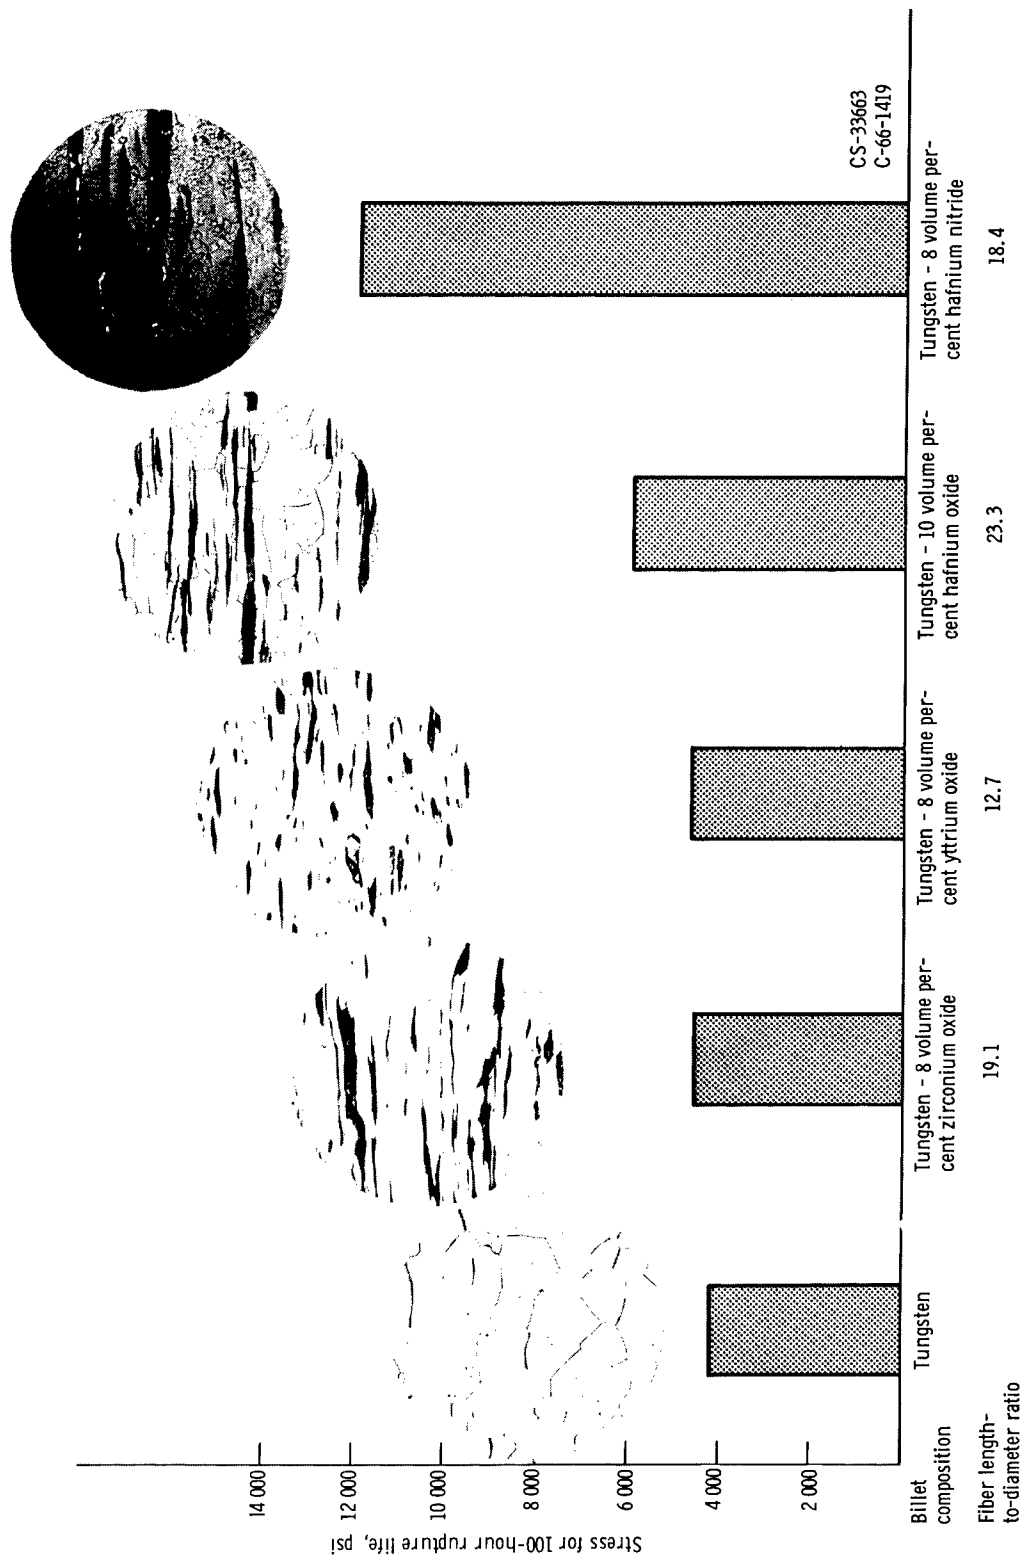 Stress for 100-hour rupture life, psi
14 000
12 000
10 000
8 000
6 000
4 000
2 000
CS-33663
C-66-1419
Billet
composition
Tungsten
Tungsten - 8 volume per-
cent zirconium oxide
Tungsten - 8 volume per-
cent yttrium oxide
Tungsten - 10 volume per-
cent hafnium oxide
Tungsten - 8 volume per-
cent hafnium nitride
Fiber length-
to-diameter ratio
19.1
12.7
23.3
18.4